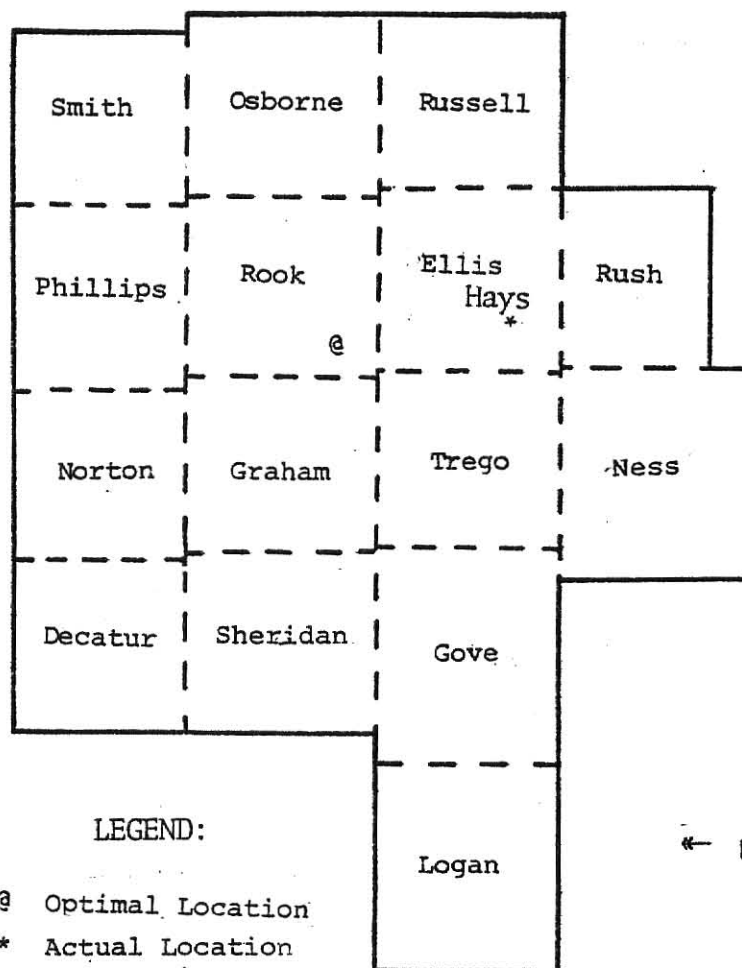 Smith Osborne Russell
Phillips Rook Ellis Rush
Hays
*
@
Norton Graham Trego Ness
Decatur Sheridan Gove
Logan
LEGEND:
@ Optimal Location
* Actual Location